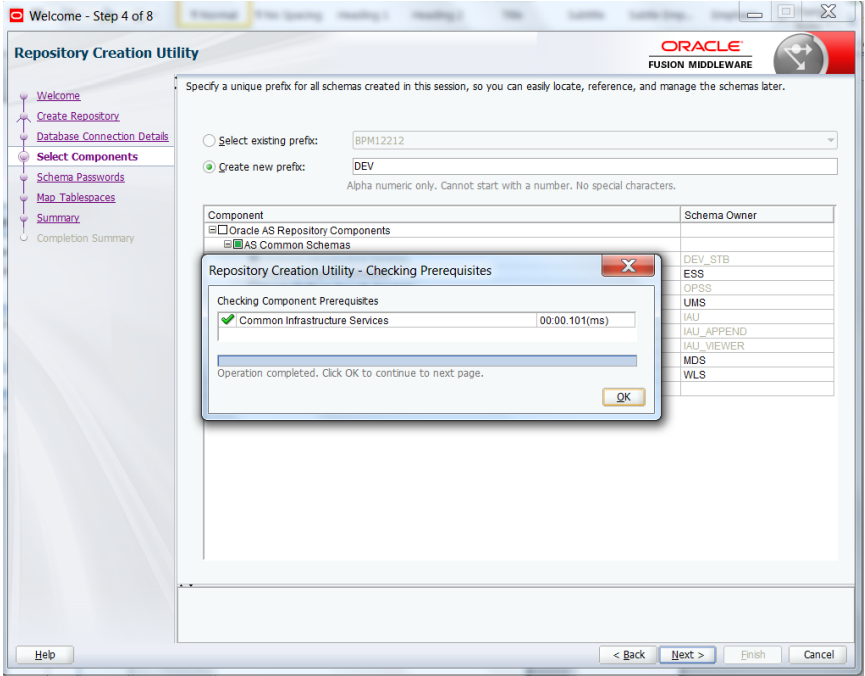 Welcome - Step 4 of 8
Repository Creation Utility
ORACLE
FUSION MIDDLEWARE
Welcome
Create Repository
Database Connection Details
Select Components
Schema Passwords
Map Tablespaces
Summary
Completion Summary
Specify a unique prefix for all schemas created in this session, so you can easily locate, reference, and manage the schemas later.
Select existing prefix: BPM12212
Create new prefix: DEV
Alpha numeric only. Cannot start with a number. No special characters.
Component Schema Owner
Oracle AS Repository Components
AS Common Schemas
DEV_STB
ESS
OPSS
UMS
IAU
IAU_APPEND
IAU_VIEWER
MDS
WLS
Repository Creation Utility - Checking Prerequisites
Checking Component Prerequisites
Common Infrastructure Services 00:00.101(ms)
Operation completed. Click OK to continue to next page.
OK
Help < Back Next > Finish Cancel